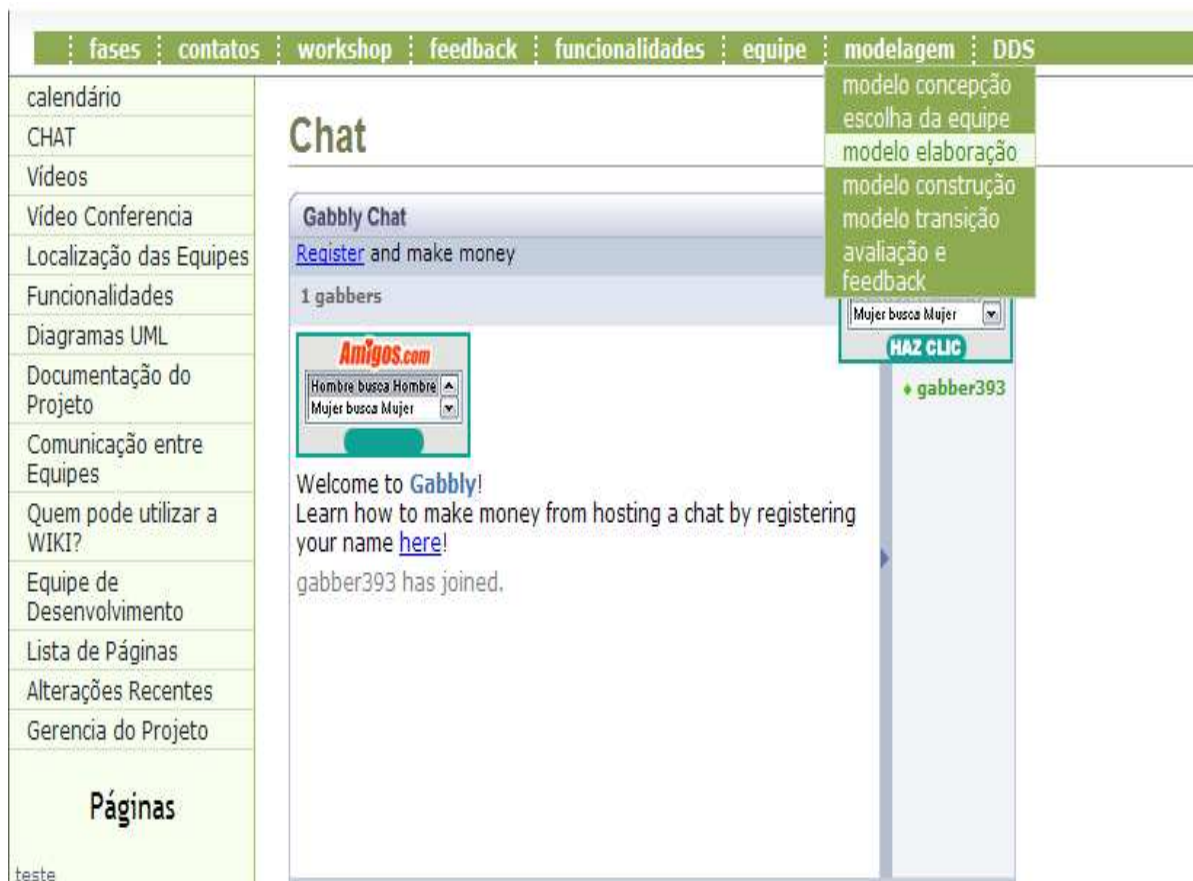 fases contatos workshop feedback funcionalidades equipe modelagem DDS
modelo concepção
escolha da equipe
modelo elaboração
modelo construção
modelo transição
avaliação e
feedback
calendário
CHAT
Vídeos
Vídeo Conferencia
Localização das Equipes
Funcionalidades
Diagramas UML
Documentação do
Projeto
Comunicação entre
Equipes
Quem pode utilizar a
WIKI?
Equipe de
Desenvolvimento
Lista de Páginas
Alterações Recentes
Gerencia do Projeto
Páginas
teste
Chat
Gabbly Chat
Register and make money
1 gabbers
Amigos.com
Hombre busca Hombre
Mujer busca Mujer
Welcome to Gabbly!
Learn how to make money from hosting a chat by registering
your name here!
gabber393 has joined.
Mujer busca Mujer
HAZ CLIC
gabber393